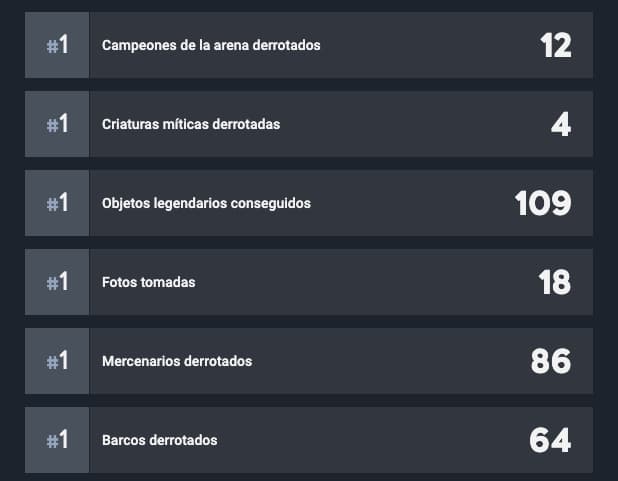 #1 Campeones de la arena derrotados 12
#1 Criaturas míticas derrotadas 4
#1 Objetos legendarios conseguidos 109
#1 Fotos tomadas 18
#1 Mercenarios derrotados 86
#1 Barcos derrotados 64